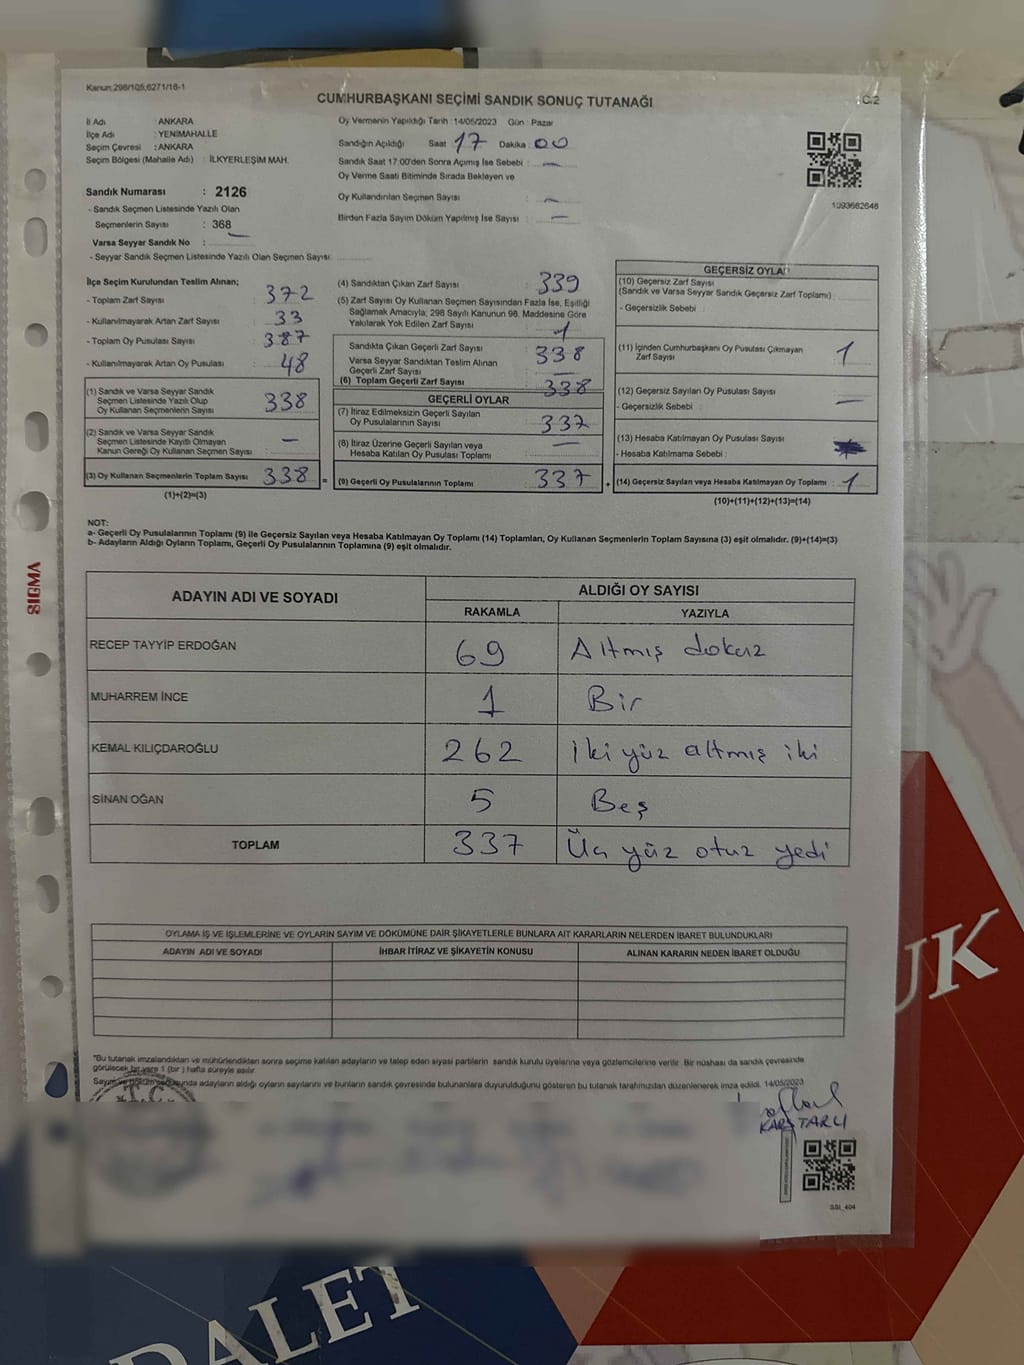 Kanun:298/105,6271/18-1
CUMHURBAŞKANI SEÇİMİ SANDIK SONUÇ TUTANAĞI
C.2
İl Adı : ANKARA
İlçe Adı : YENİMAHALLE
Seçim Çevresi : ANKARA
Seçim Bölgesi (Mahalle Adı) : İLKYERLEŞİM MAH.
Sandık Numarası : 2126
- Sandık Seçmen Listesinde Yazılı Olan
Seçmenlerin Sayısı : 368
Varsa Seyyar Sandık No : —
- Seyyar Sandık Seçmen Listesinde Yazılı Olan Seçmen Sayısı:
Oy Vermenin Yapıldığı Tarih : 14/05/2023 Gün : Pazar
Sandığın Açıldığı Saat 17 Dakika : 00
Sandık Saat 17:00'den Sonra Açımış İse Sebebi : —
Oy Verme Saati Bitiminde Sırada Bekleyen ve
Oy Kullandırılan Seçmen Sayısı : —
Birden Fazla Sayım Döküm Yapılmış İse Sayısı : —
1093662646
İlçe Seçim Kurulundan Teslim Alınan;
- Toplam Zarf Sayısı : 372
- Kullanılmayarak Artan Zarf Sayısı : 33
- Toplam Oy Pusulası Sayısı : 387
- Kullanılmayarak Artan Oy Pusulası : 48
(1) Sandık ve Varsa Seyyar Sandık
Seçmen Listesinde Yazılı Olup
Oy Kullanan Seçmenlerin Sayısı : 338
(2) Sandık ve Varsa Seyyar Sandık
Seçmen Listesinde Kayıtlı Olmayan
Kanun Gereği Oy Kullanan Seçmen Sayısı : —
(3) Oy Kullanan Seçmenlerin Toplam Sayısı : 338 =
(1)+(2)=(3)
(4) Sandıktan Çıkan Zarf Sayısı : 339
(5) Zarf Sayısı Oy Kullanan Seçmen Sayısından Fazla İse, Eşitliği
Sağlamak Amacıyla, 298 Sayılı Kanunun 98. Maddesine Göre
Yakılarak Yok Edilen Zarf Sayısı : 1
Sandıkta Çıkan Geçerli Zarf Sayısı : 338
Varsa Seyyar Sandıktan Teslim Alınan
Geçerli Zarf Sayısı : —
(6) Toplam Geçerli Zarf Sayısı : 338
GEÇERLİ OYLAR
(7) İtiraz Edilmeksizin Geçerli Sayılan
Oy Pusulalarının Sayısı : 337
(8) İtiraz Üzerine Geçerli Sayılan veya
Hesaba Katılan Oy Pusulası Toplamı : —
(9) Geçerli Oy Pusulalarının Toplamı : 337 +
GEÇERSİZ OYLA
(10) Geçersiz Zarf Sayısı
(Sandık ve Varsa Seyyar Sandık Geçersiz Zarf Toplamı) :
- Geçersizlik Sebebi :
(11) İçinden Cumhurbaşkanı Oy Pusulası Çıkmayan
Zarf Sayısı : 1
(12) Geçersiz Sayılan Oy Pusulası Sayısı : —
- Geçersizlik Sebebi :
(13) Hesaba Katılmayan Oy Pusulası Sayısı :
- Hesaba Katılmama Sebebi :
(14) Geçersiz Sayılan veya Hesaba Katılmayan Oy Toplamı : 1
(10)+(11)+(12)+(13)=(14)
NOT:
a- Geçerli Oy Pusulalarının Toplamı (9) ile Geçersiz Sayılan veya Hesaba Katılmayan Oy Toplamı (14) Toplamları, Oy Kullanan Seçmenlerin Toplam Sayısına (3) eşit olmalıdır. (9)+(14)=(3)
b- Adayların Aldığı Oyların Toplamı, Geçerli Oy Pusulalarının Toplamına (9) eşit olmalıdır.
SIGMA
ADAYIN ADI VE SOYADI ALDIĞI OY SAYISI
RAKAMLA YAZIYLA
RECEP TAYYİP ERDOĞAN 69 Altmış dokuz
MUHARREM İNCE 1 Bir
KEMAL KILIÇDAROĞLU 262 İki yüz altmış iki
SİNAN OĞAN 5 Beş
TOPLAM 337 Üç yüz otuz yedi
OYLAMA İŞ VE İŞLEMLERİNE VE OYLARIN SAYIM VE DÖKÜMÜNE DAİR ŞİKAYETLERLE BUNLARA AİT KARARLARIN NELERDEN İBARET BULUNDUKLARI
ADAYIN ADI VE SOYADI İHBAR İTİRAZ VE ŞİKAYETİN KONUSU ALINAN KARARIN NEDEN İBARET OLDUĞU
"Bu tutanak imzalandıktan ve mühürlendikten sonra seçime katılan adayların ve talep eden siyasi partilerin sandık kurulu üyelerine veya gözlemcilerine verilir. Bir nüshası da sandık çevresinde
görülecek bir yere 1 (bir) hafta süreyle asılır.
Sayım ve döküm sonucunda adayların aldığı oyların sayılarını ve bunların sandık çevresinde bulunanlara duyurulduğunu gösteren bu tutanak tarafımızdan düzenlenerek imza edildi. 14/05/2023
T.C.
SSI_404
UK
DALET